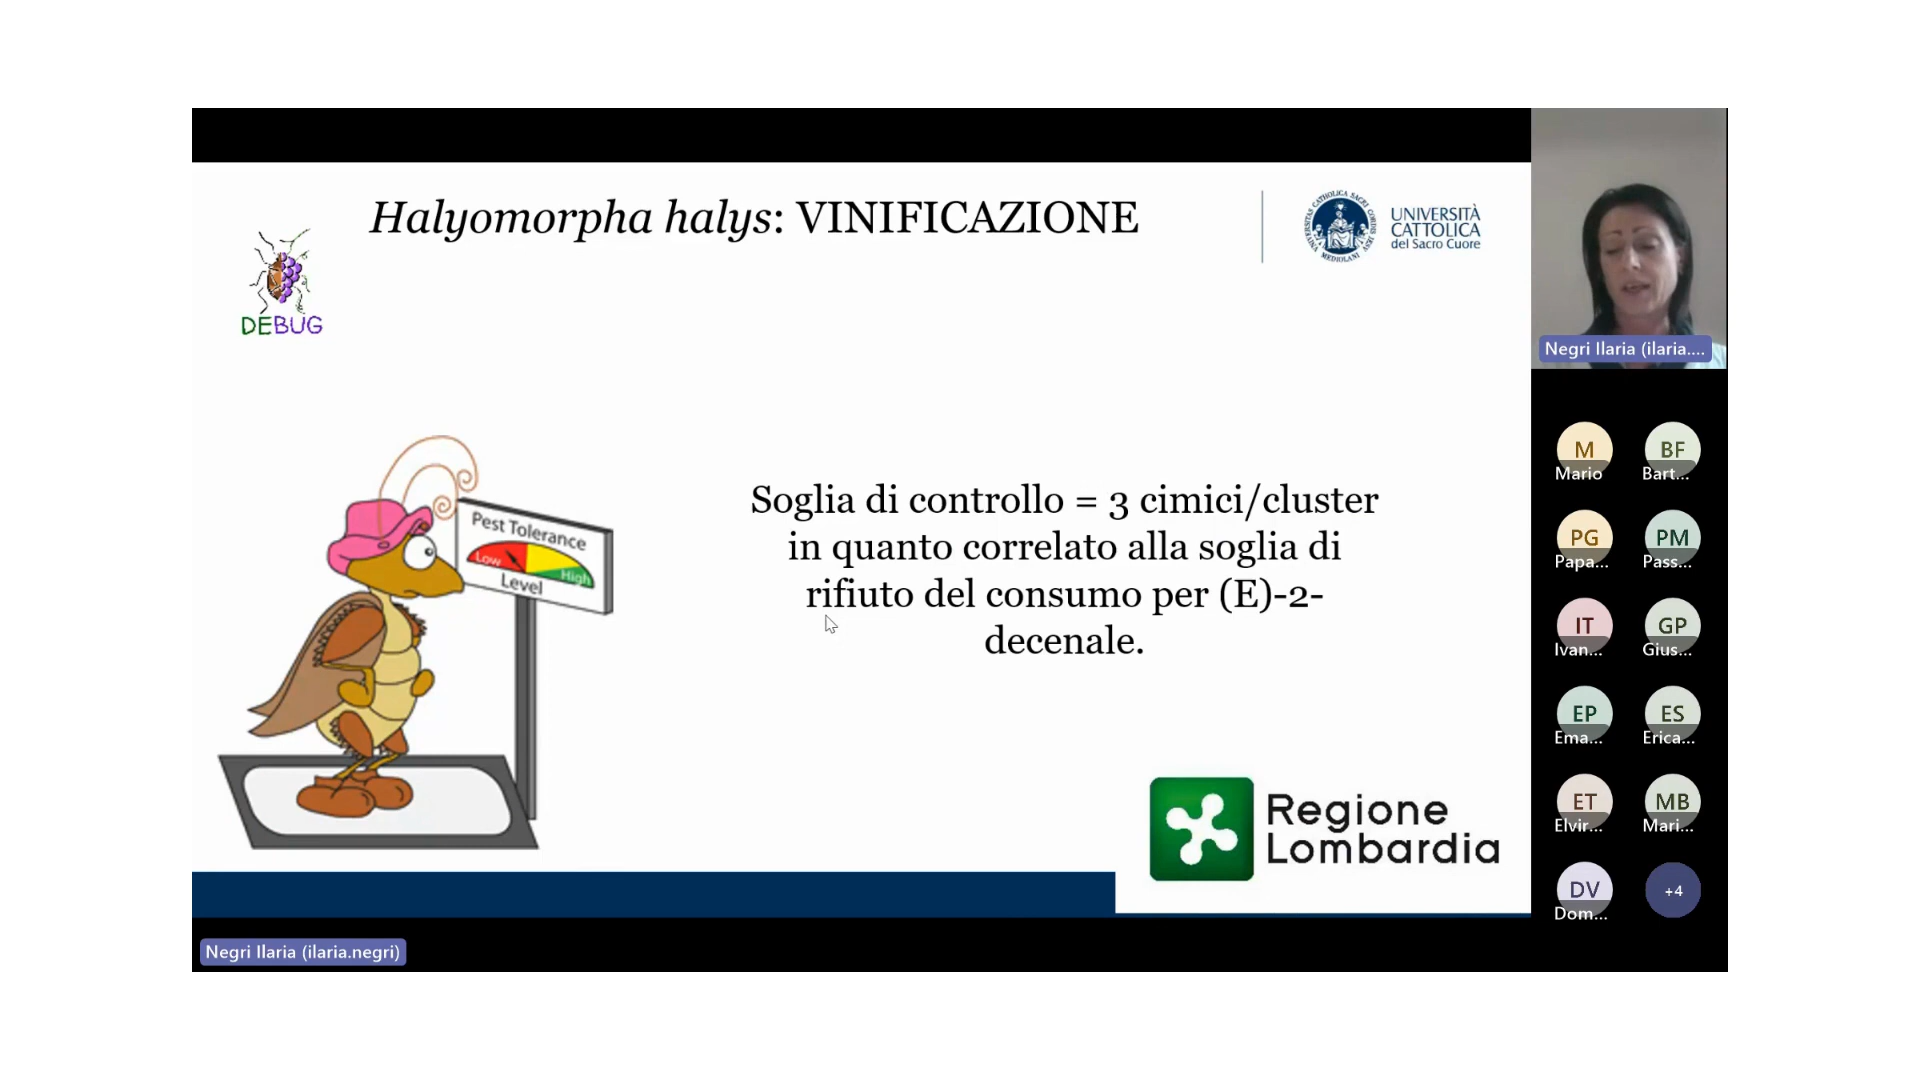 Halyomorpha halys: VINIFICAZIONE
UNIVERSITÀ
CATTOLICA
del Sacro Cuore
DEBUG
Pest Tolerance
Low
High
Level
Soglia di controllo = 3 cimici/cluster
in quanto correlato alla soglia di
rifiuto del consumo per (E)-2-
decenale.
Regione
Lombardia
Negri Ilaria (ilaria.negri)
Negri Ilaria (ilaria....
M
Mario
BF
Bart...
PG
Papa...
PM
Pass...
IT
Ivan...
GP
Gius...
EP
Ema...
ES
Erica...
ET
Elvir...
MB
Mari...
DV
Dom...
+4